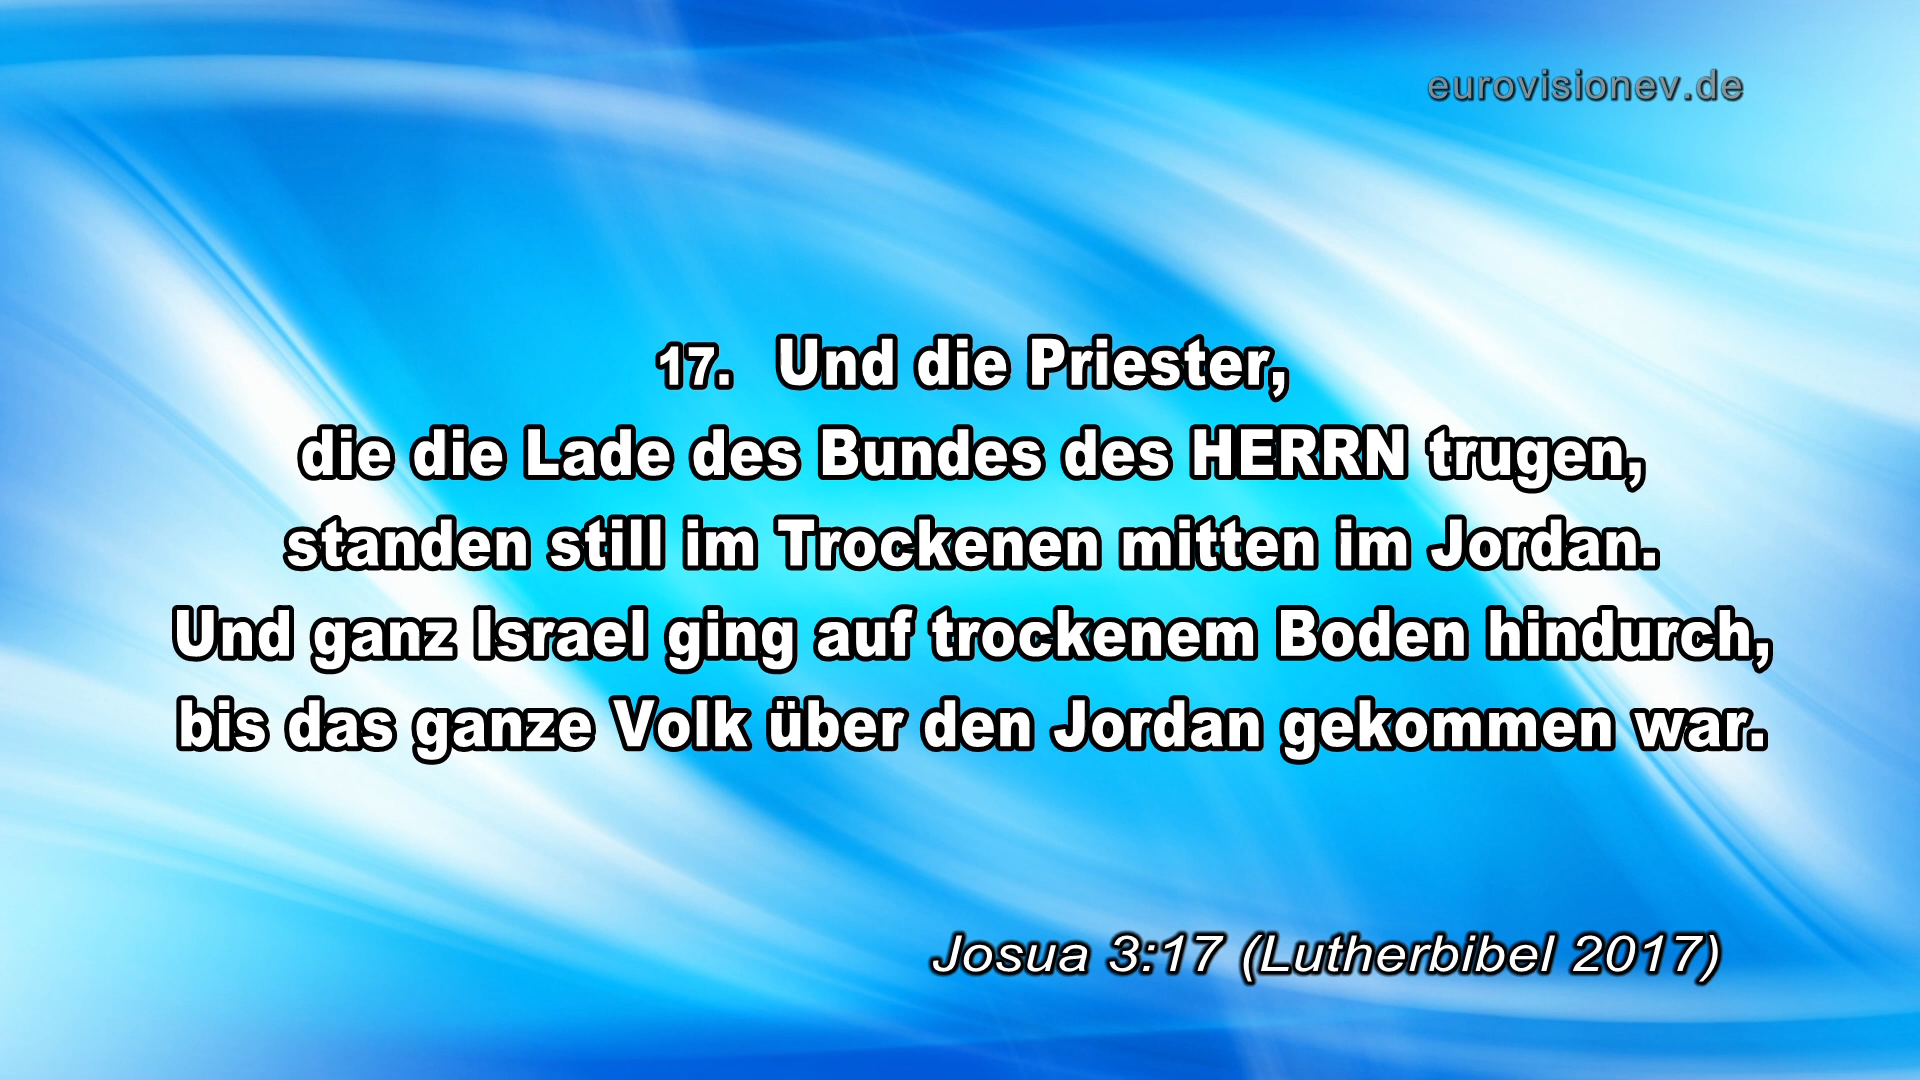 eurovisionev.de
17. Und die Priester,
die die Lade des Bundes des HERRN trugen,
standen still im Trockenen mitten im Jordan.
Und ganz Israel ging auf trockenem Boden hindurch,
bis das ganze Volk über den Jordan gekommen war.
Josua 3:17 (Lutherbibel 2017)